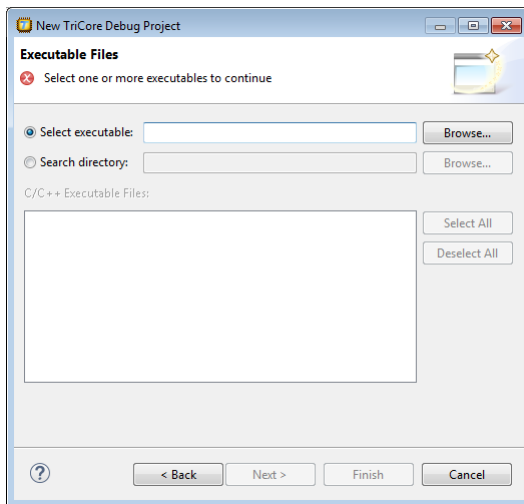 New TriCore Debug Project
Executable Files
Select one or more executables to continue
Select executable:
Browse...
Search directory:
Browse...
C/C++ Executable Files:
Select All
Deselect All
?
< Back
Next >
Finish
Cancel